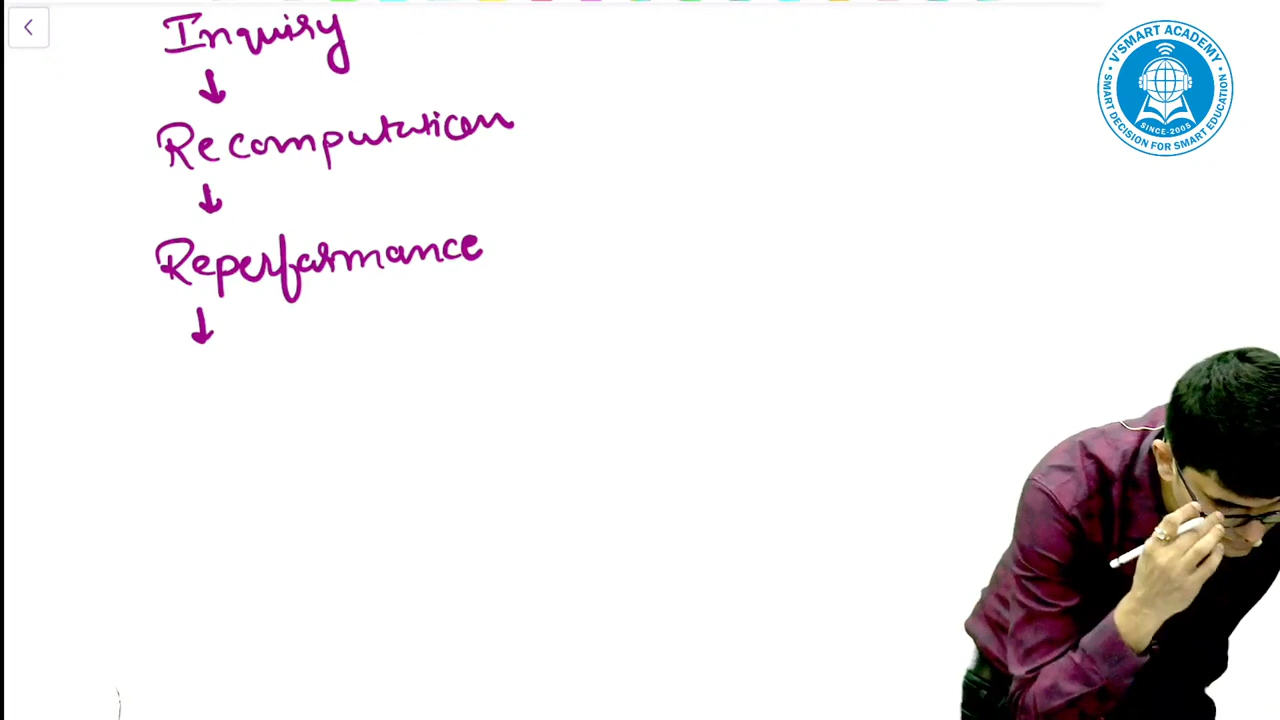 Inquiry
↓
Recomputation
↓
Reperformance
↓
V'SMART ACADEMY
SINCE-2005
SMART DECISION FOR SMART EDUCATION